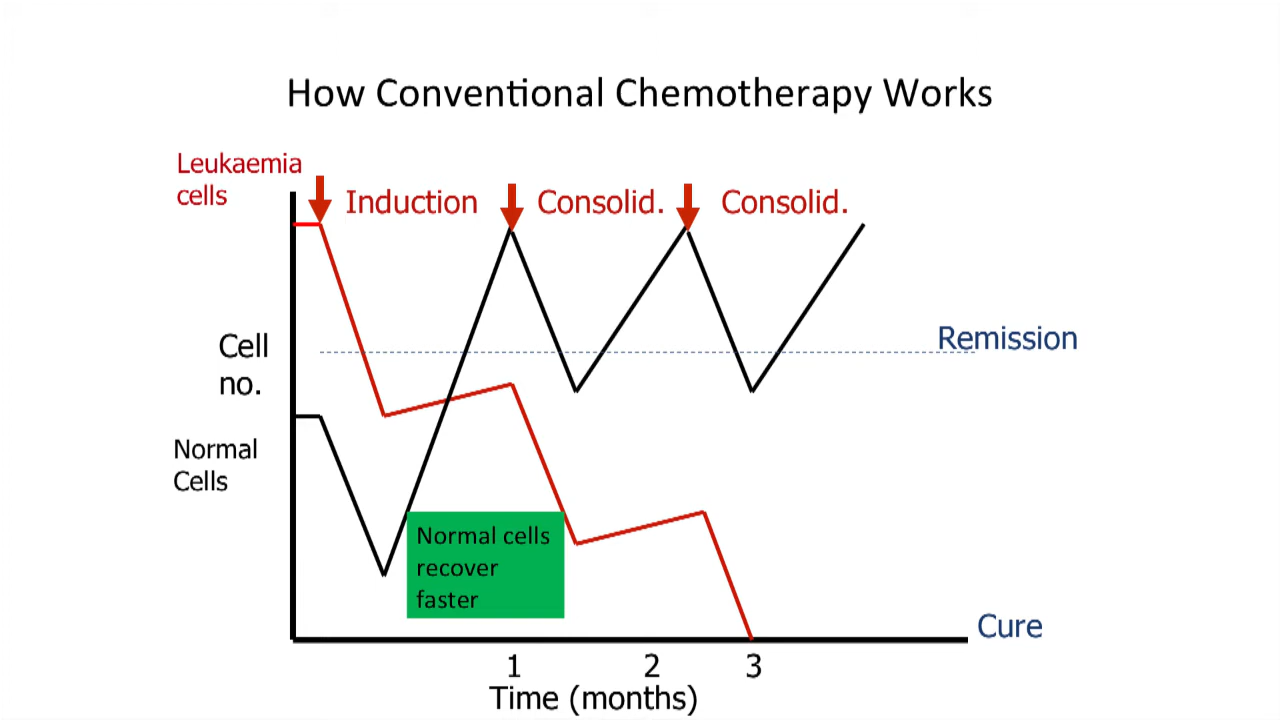 How Conventional Chemotherapy Works
Leukaemia
cells
Induction
Consolid.
Consolid.
Cell
no.
Remission
Normal
Cells
Normal cells
recover
faster
Cure
1
2
3
Time (months)